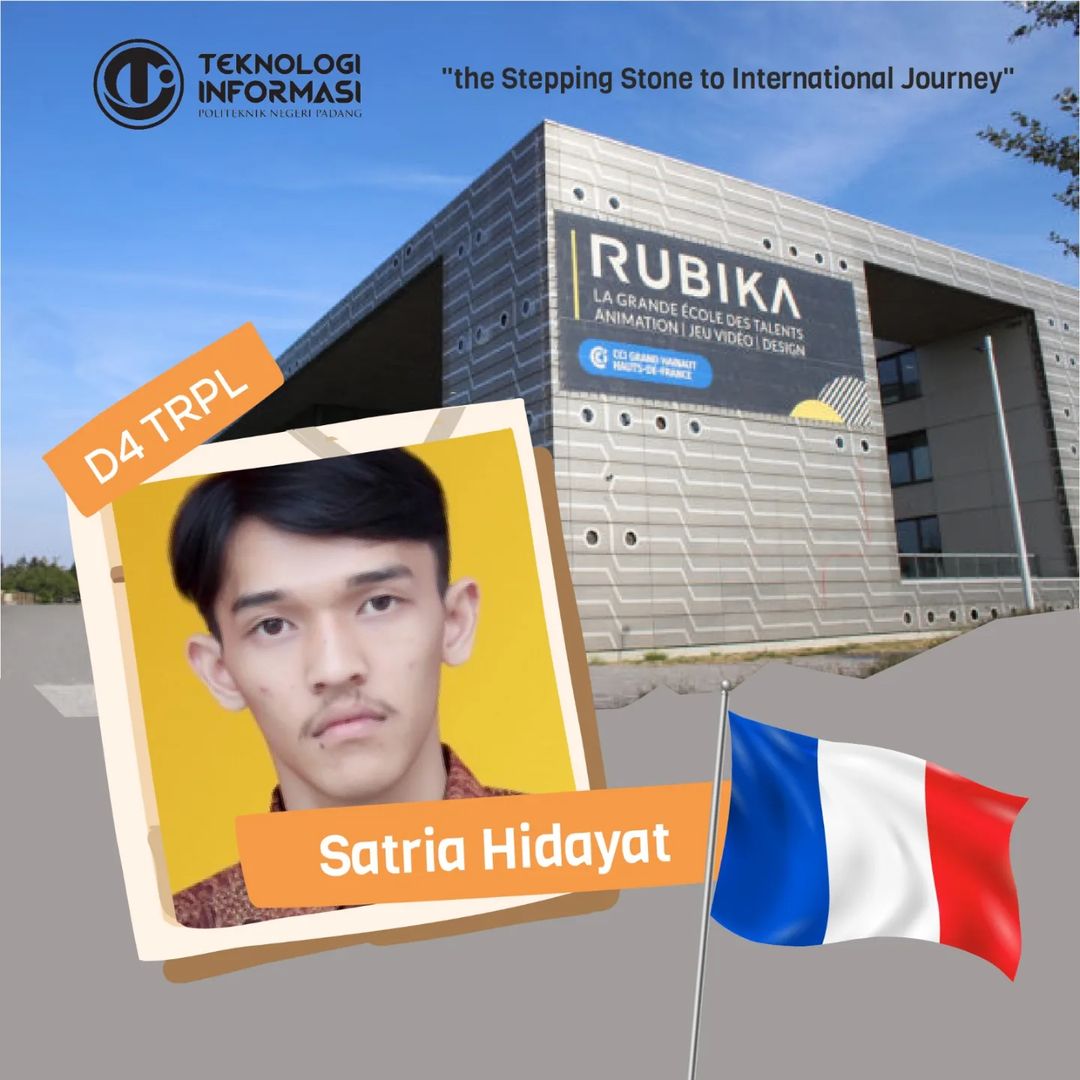 TEKNOLOGI
INFORMASI
POLITEKNIK NEGERI PADANG
"the Stepping Stone to International Journey"
RUBIKA
LA GRANDE ÉCOLE DES TALENTS
ANIMATION | JEU VIDÉO | DESIGN
CCI GRAND HAINAUT
HAUTS-DE-FRANCE
D4 TRPL
Satria Hidayat